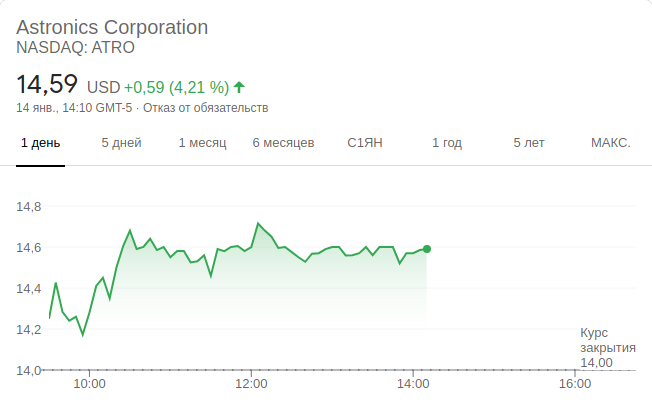 Astronics Corporation
NASDAQ: ATRO
14,59 USD +0,59 (4,21 %)
14 янв., 14:10 GMT-5 · Отказ от обязательств
1 день 5 дней 1 месяц 6 месяцев С1ЯН 1 год 5 лет МАКС.
14,8
14,6
14,4
14,2
Курс
закрытия
14,00
14,0
10:00 12:00 14:00 16:00